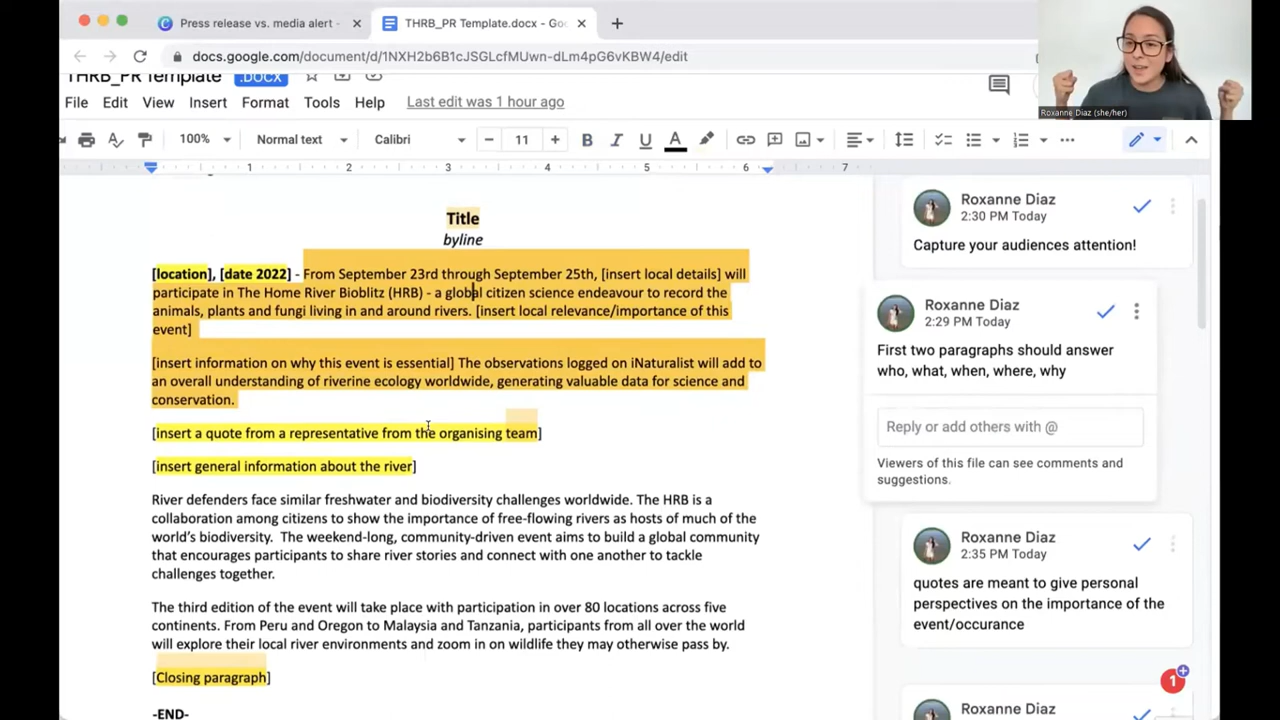 Press release vs. media alert -
THRB_PR Template.docx - Goo
docs.google.com/document/d/1NXH2b6B1cJSGLcfMUwn-dLm4pG6vKBW4/edit
Roxanne Diaz (she/her)
THRB_PR Template .DOCX
File Edit View Insert Format Tools Help Last edit was 1 hour ago
100% Normal text Calibri 11 B I U A
1 2 3 4 5 6 7
Title
byline
[location], [date 2022] - From September 23rd through September 25th, [insert local details] will
participate in The Home River Bioblitz (HRB) - a global citizen science endeavour to record the
animals, plants and fungi living in and around rivers. [insert local relevance/importance of this
event]
[insert information on why this event is essential] The observations logged on iNaturalist will add to
an overall understanding of riverine ecology worldwide, generating valuable data for science and
conservation.
[insert a quote from a representative from the organising team]
[insert general information about the river]
River defenders face similar freshwater and biodiversity challenges worldwide. The HRB is a
collaboration among citizens to show the importance of free-flowing rivers as hosts of much of the
world's biodiversity.  The weekend-long, community-driven event aims to build a global community
that encourages participants to share river stories and connect with one another to tackle
challenges together.
The third edition of the event will take place with participation in over 80 locations across five
continents. From Peru and Oregon to Malaysia and Tanzania, participants from all over the world
will explore their local river environments and zoom in on wildlife they may otherwise pass by.
[Closing paragraph]
-END-
Roxanne Diaz
2:30 PM Today
Capture your audiences attention!
Roxanne Diaz
2:29 PM Today
First two paragraphs should answer
who, what, when, where, why
Reply or add others with @
Viewers of this file can see comments and
suggestions.
Roxanne Diaz
2:35 PM Today
quotes are meant to give personal
perspectives on the importance of the
event/occurance
1
Roxanne Diaz